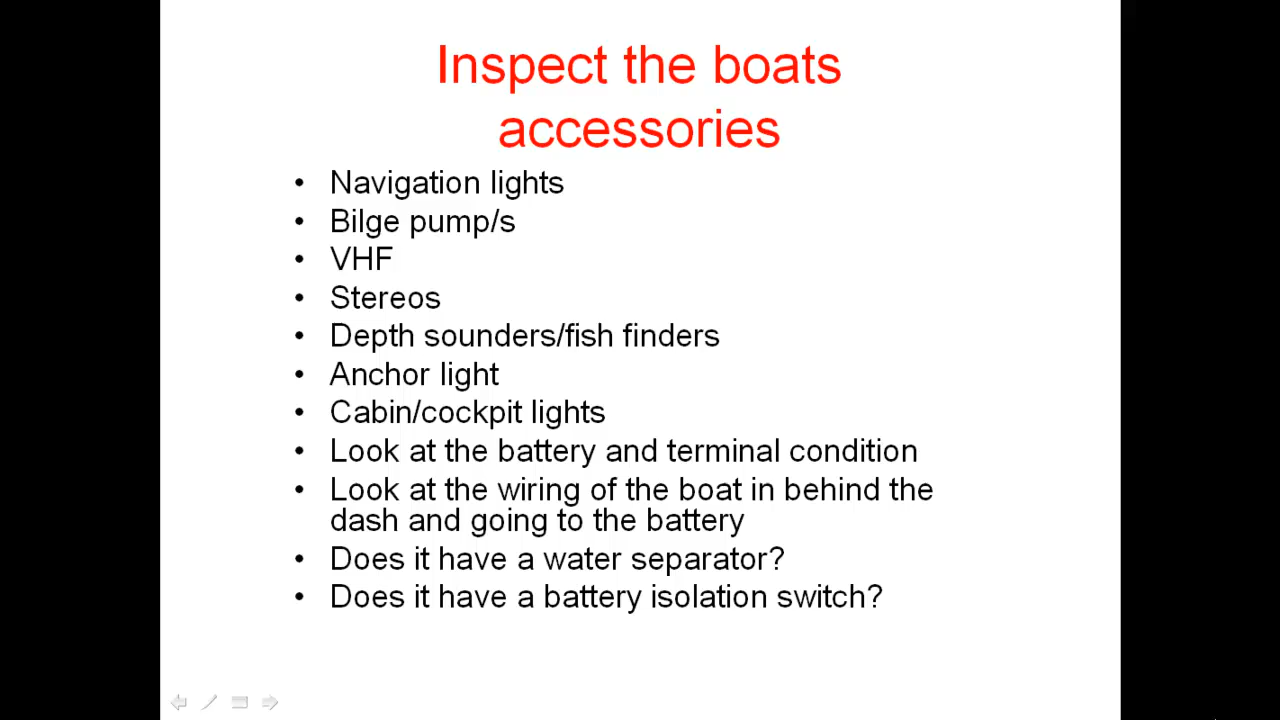 Inspect the boats
accessories
• Navigation lights
• Bilge pump/s
• VHF
• Stereos
• Depth sounders/fish finders
• Anchor light
• Cabin/cockpit lights
• Look at the battery and terminal condition
• Look at the wiring of the boat in behind the
dash and going to the battery
• Does it have a water separator?
• Does it have a battery isolation switch?